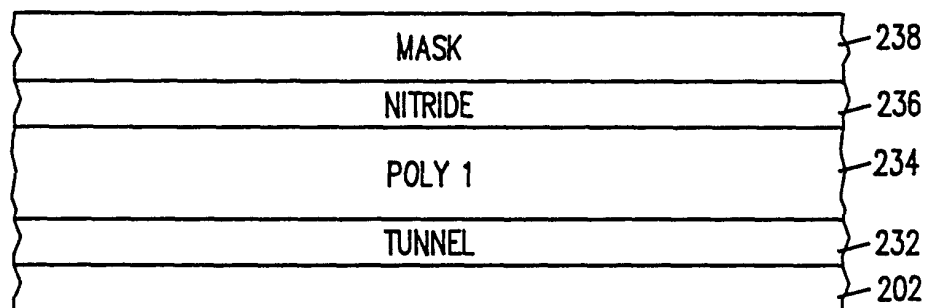 MASK 238
NITRIDE 236
POLY 1 234
TUNNEL 232
202